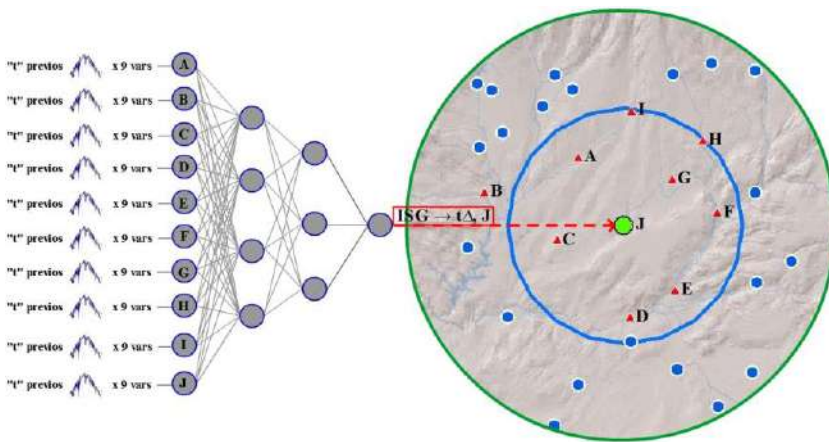 "t" previos x 9 vars A
"t" previos x 9 vars B
"t" previos x 9 vars C
"t" previos x 9 vars D
"t" previos x 9 vars E
"t" previos x 9 vars F
"t" previos x 9 vars G
"t" previos x 9 vars H
"t" previos x 9 vars I
"t" previos x 9 vars J
ISG → tΔ, J
I
H
A
G
B
F
J
C
E
D